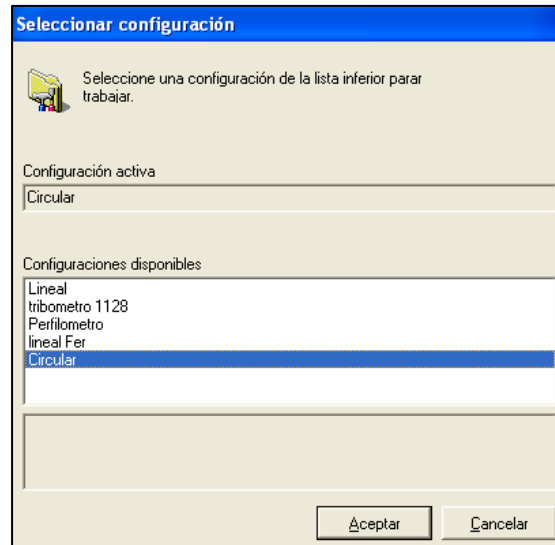 Seleccionar configuración
Seleccione una configuración de la lista inferior parar
trabajar.
Configuración activa
Circular
Configuraciones disponibles
Lineal
tribometro 1128
Perfilometro
lineal Fer
Circular
Aceptar
Cancelar